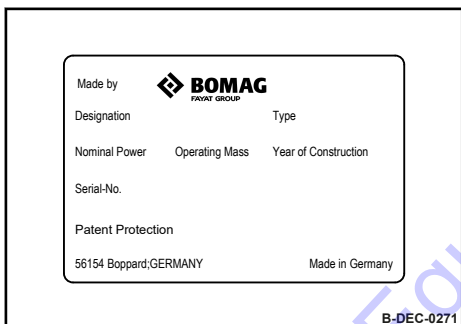 Made by BOMAG
FAYAT GROUP
Designation Type
Nominal Power Operating Mass Year of Construction
Serial-No.
Patent Protection
56154 Boppard;GERMANY Made in Germany
B-DEC-0271